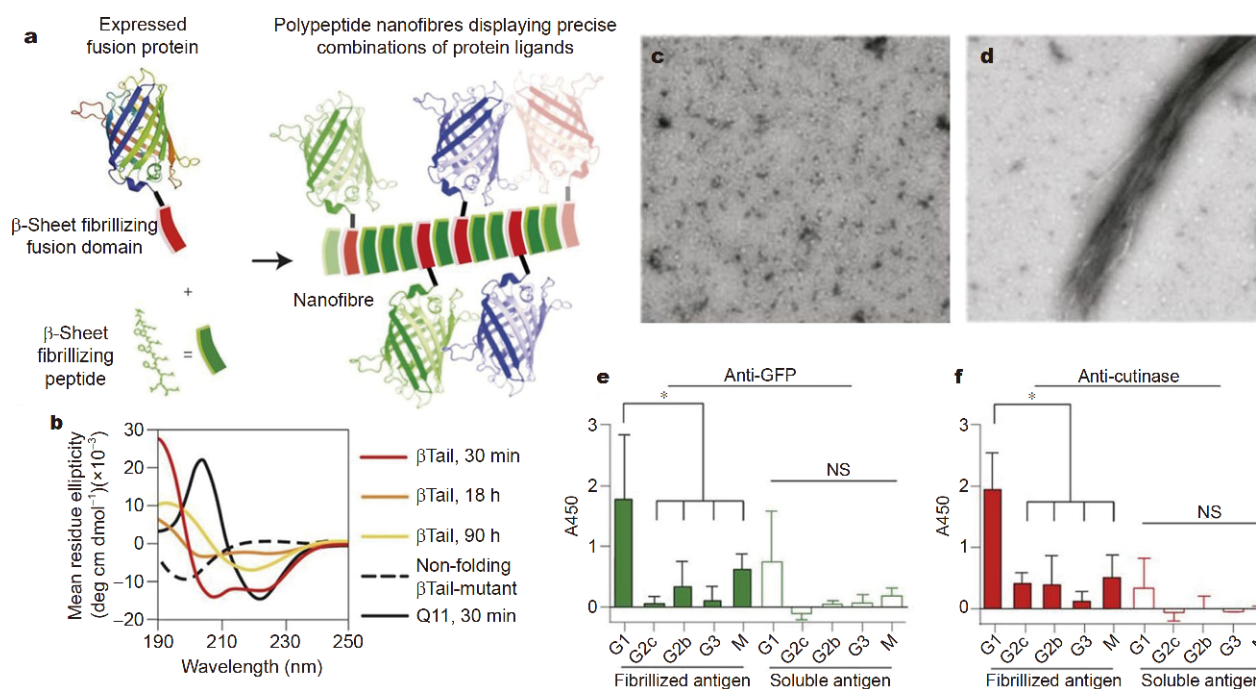 a
Expressed
fusion protein
β-Sheet fibrillizing
fusion domain
+
β-Sheet
fibrillizing
peptide
=
Polypeptide nanofibres displaying precise
combinations of protein ligands
Nanofibre
b
Mean residue ellipticity
(deg cm dmol⁻¹)(×10⁻³)
30
20
10
0
−10
−20
190
210
230
250
Wavelength (nm)
βTail, 30 min
βTail, 18 h
βTail, 90 h
Non-folding
βTail-mutant
Q11, 30 min
c
d
e
Anti-GFP
*
NS
A450
3
2
1
0
G1
G2c
G2b
G3
M
G1
G2c
G2b
G3
M
Fibrillized antigen
Soluble antigen
f
Anti-cutinase
*
NS
A450
3
2
1
0
G1
G2c
G2b
G3
M
G1
G2c
G2b
G3
Fibrillized antigen
Soluble antigen